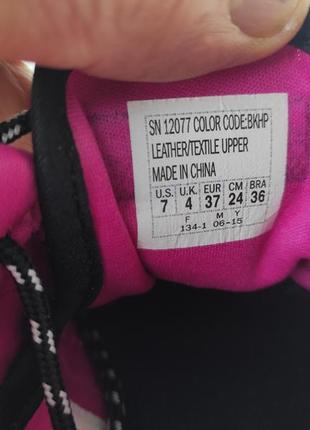 SN 12077 COLOR CODE:BKHP
LEATHER/TEXTILE UPPER
MADE IN CHINA
U.S. U.K. EUR CM BRA
7 4 37 24 36
F M Y
134-1 06-15